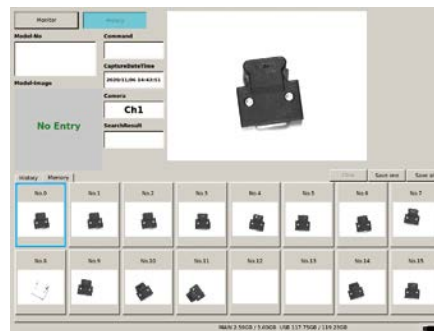 Monitor
History
Model-No
Command
CaptureDateTime
2020/11/06 14:42:51
Model-Image
Camera
Ch1
No Entry
SearchResult
History
Memory
Clear
Save one
No.0
No.1
No.2
No.3
No.4
No.5
No.6
No.7
No.8
No.9
No.10
No.11
No.12
No.13
No.14
No.15